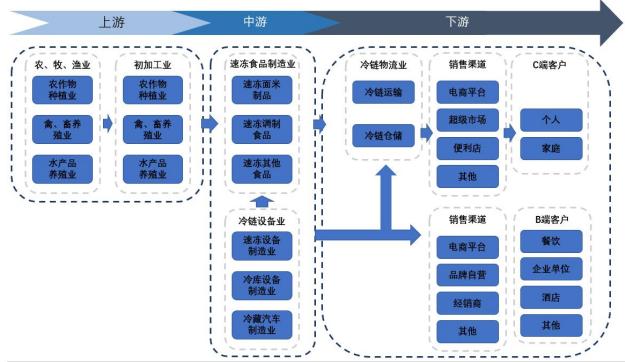 上游
中游
下游
农、牧、渔业
农作物
种植业
禽、畜养
殖业
水产品
养殖业
初加工业
农作物
种植业
禽、畜养
殖业
水产品
养殖业
速冻食品制造业
速冻面米
制品
速冻调制
食品
速冻其他
食品
冷链设备业
速冻设备
制造业
冷库设备
制造业
冷藏汽车
制造业
冷链物流业
冷链运输
冷链仓储
销售渠道
电商平台
超级市场
便利店
其他
C端客户
个人
家庭
销售渠道
电商平台
品牌自营
经销商
其他
B端客户
餐饮
企业单位
酒店
其他